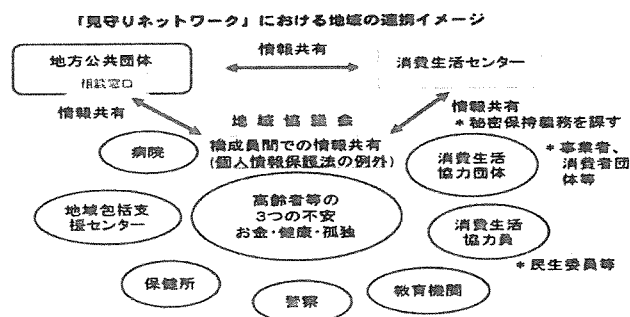 「見守りネットワーク」における地域の連携イメージ
地方公共団体
相談窓口
情報共有
消費生活センター
情報共有
地域協議会
情報共有
＊秘密保持義務を課す
構成員間での情報共有
(個人情報保護法の例外)
病院
消費生活
協力団体
＊事業者、
消費者団
体等
高齢者等の
3つの不安
お金・健康・孤独
地域包括支
援センター
消費生活
協力員
＊民生委員等
保健所
警察
教育機関